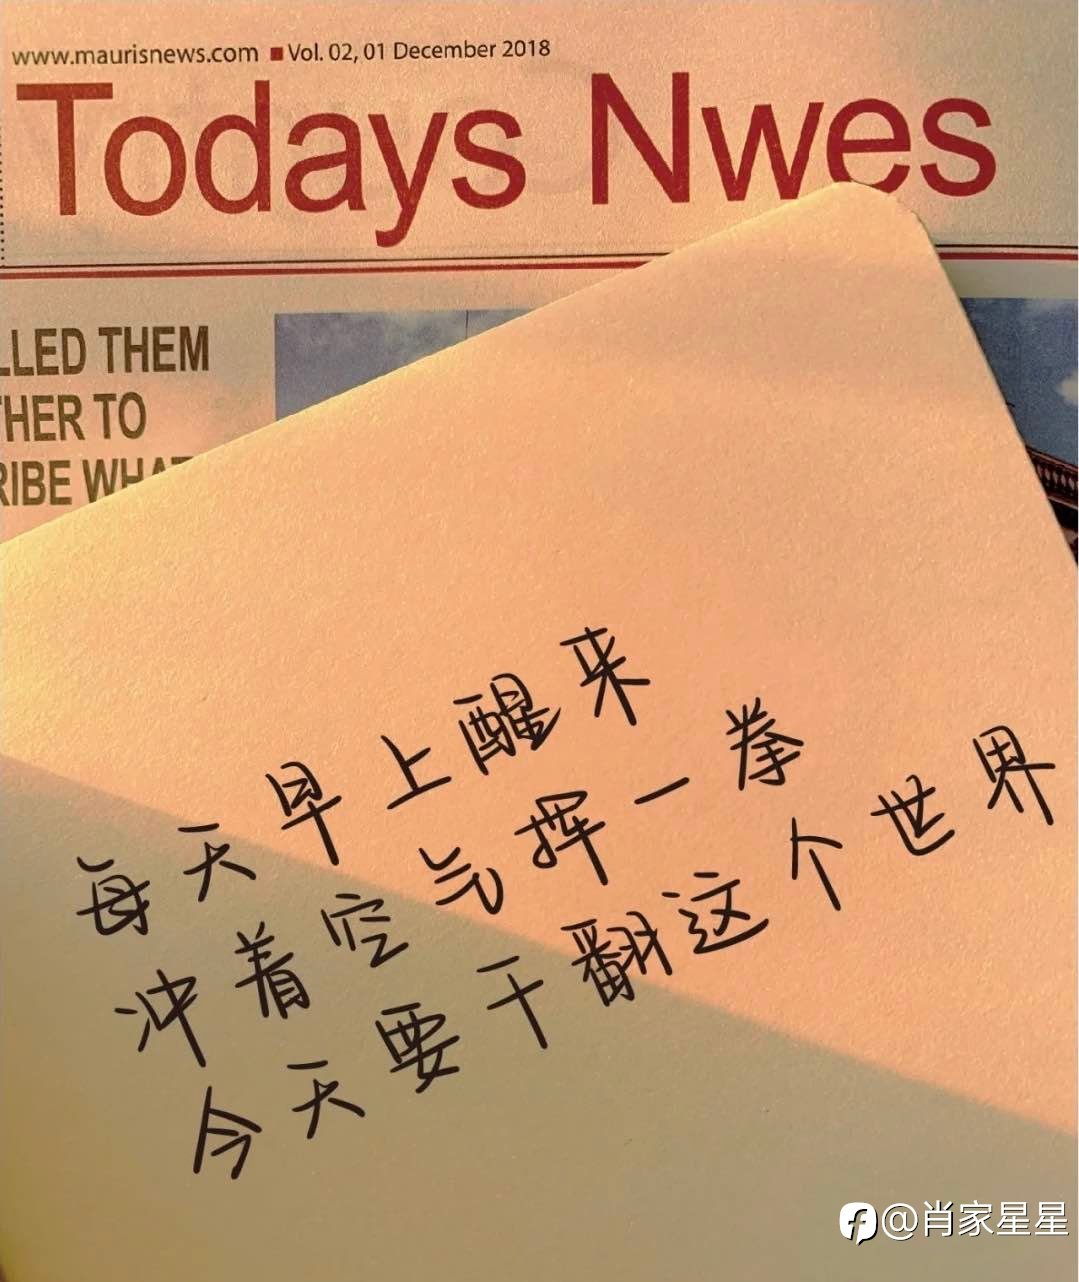 www.maurisnews.com ■ Vol. 02, 01 December 2018
Todays Nwes
LLED THEM
THER TO
RIBE WHAT
每天早上醒来
冲着空气挥一拳
今天要干翻这个世界
@肖家星星